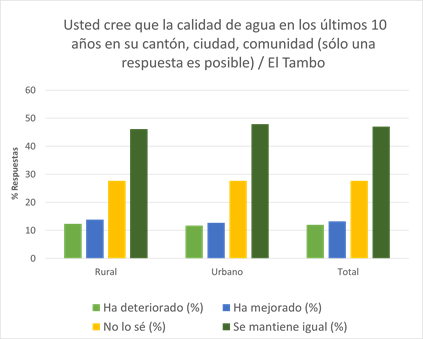 Usted cree que la calidad de agua en los últimos 10
años en su cantón, ciudad, comunidad (sólo una
respuesta es posible) / El Tambo
60
50
40
30
20
10
0
% Respuestas
Rural Urbano Total
Ha deteriorado (%) Ha mejorado (%)
No lo sé (%) Se mantiene igual (%)